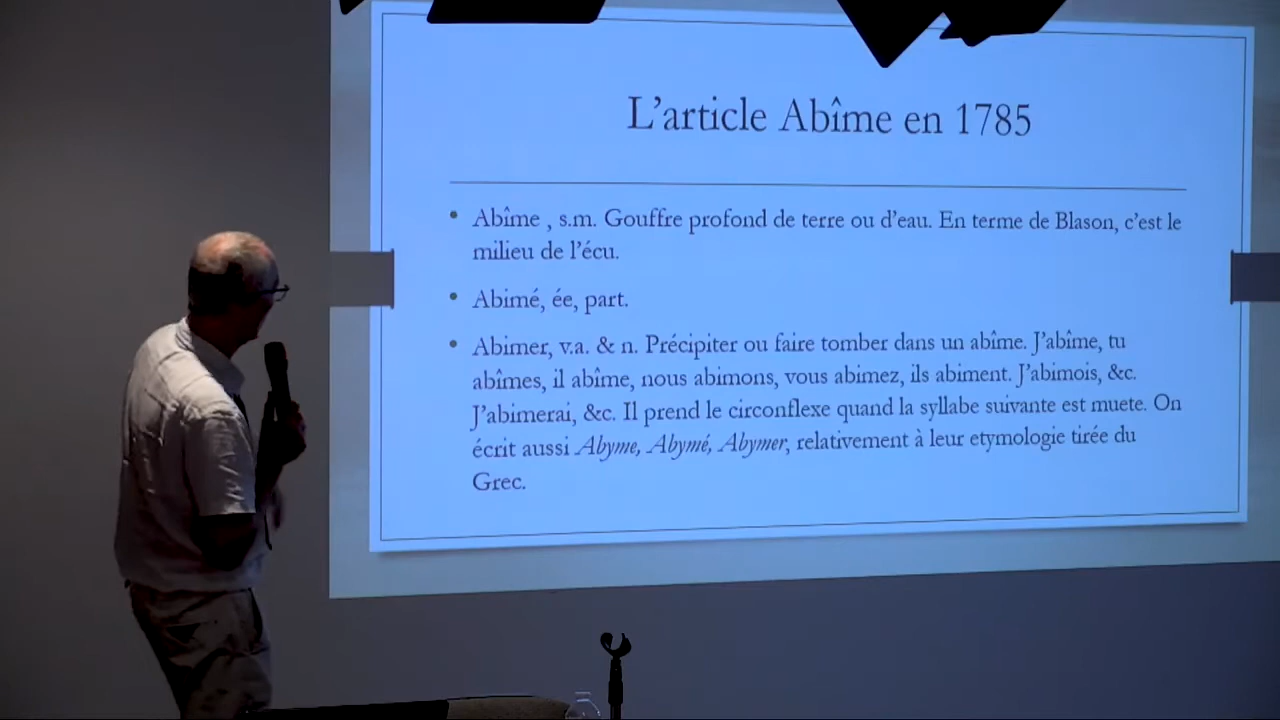 L'article Abîme en 1785
• Abîme , s.m. Gouffre profond de terre ou d'eau. En terme de Blason, c'est le
milieu de l'écu.
• Abimé, ée, part.
• Abimer, v.a. & n. Précipiter ou faire tomber dans un abîme. J'abîme, tu
abîmes, il abîme, nous abimons, vous abimez, ils abiment. J'abimois, &c.
J'abimerai, &c. Il prend le circonflexe quand la syllabe suivante est muete. On
écrit aussi Abyme, Abymé, Abymer, relativement à leur etymologie tirée du
Grec.